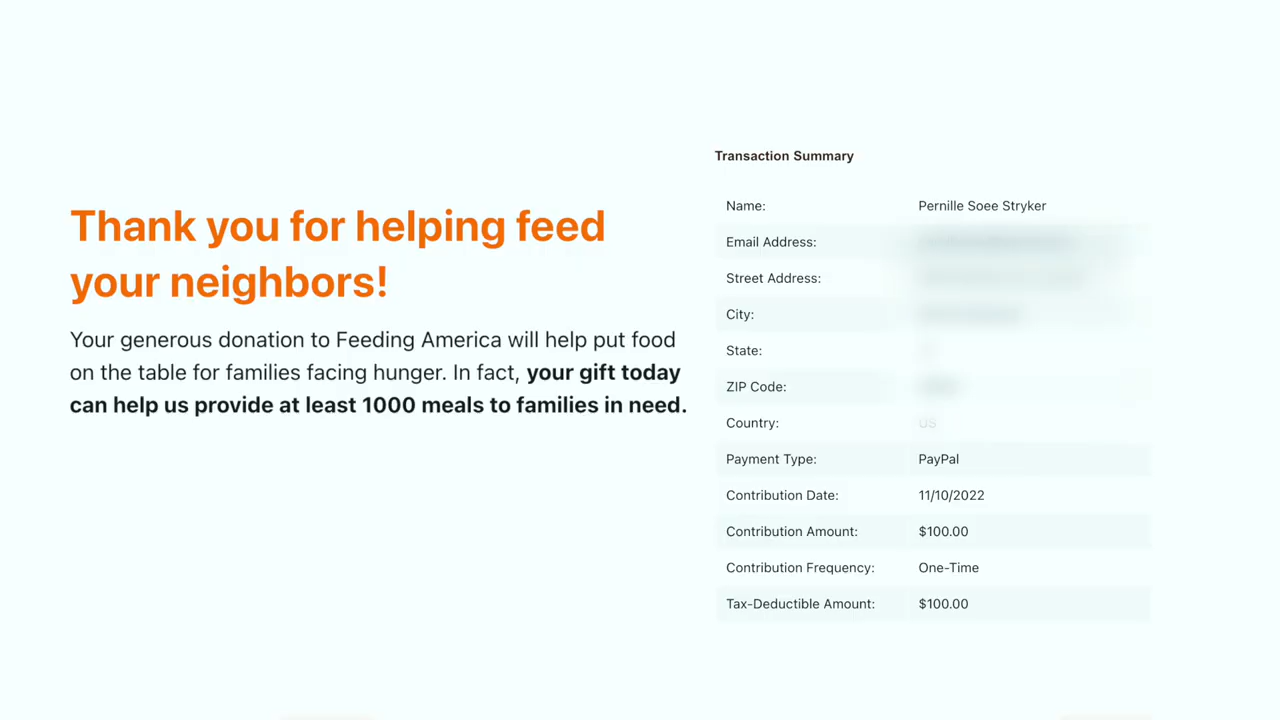 Thank you for helping feed
your neighbors!
Your generous donation to Feeding America will help put food
on the table for families facing hunger. In fact, your gift today
can help us provide at least 1000 meals to families in need.
Transaction Summary
Name: Pernille Soee Stryker
Email Address:
Street Address:
City:
State:
ZIP Code:
Country: US
Payment Type: PayPal
Contribution Date: 11/10/2022
Contribution Amount: $100.00
Contribution Frequency: One-Time
Tax-Deductible Amount: $100.00